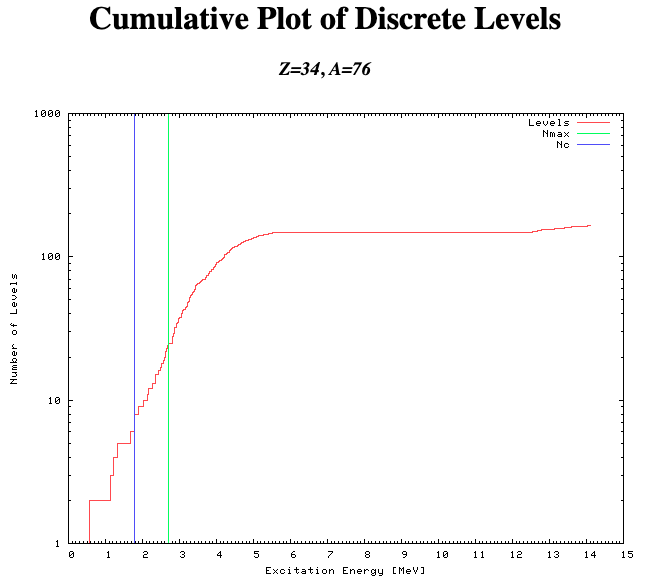 Cumulative Plot of Discrete Levels
Z=34, A=76
1000
100
10
1
Number of Levels
Levels
Nmax
Nc
0 1 2 3 4 5 6 7 8 9 10 11 12 13 14 15
Excitation Energy [MeV]